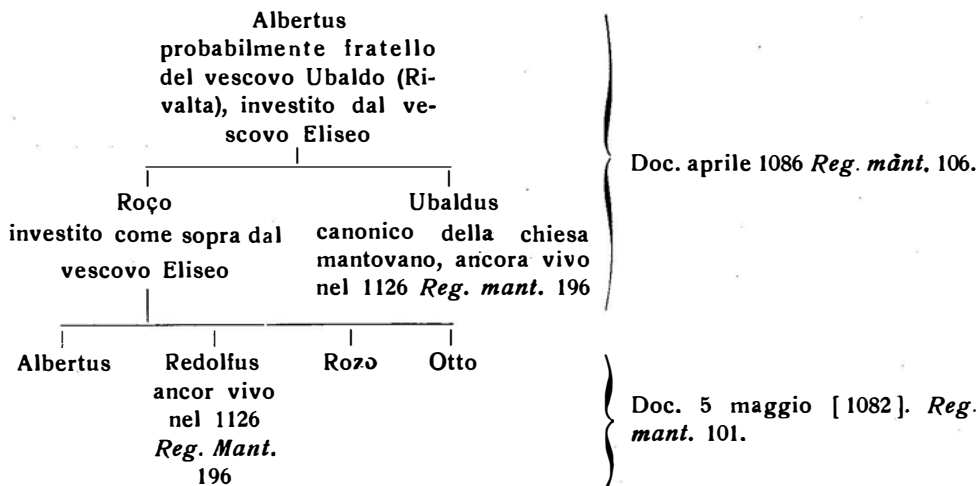 Albertus
probabilmente fratello
del vescovo Ubaldo (Ri-
valta), investito dal ve-
scovo Eliseo
Doc. aprile 1086 Reg. mant. 106.
Roço
investito come sopra dal
vescovo Eliseo
Ubaldus
canonico della chiesa
mantovano, ancora vivo
nel 1126 Reg. mant. 196
Albertus
Redolfus
ancor vivo
nel 1126
Reg. Mant.
196
Rozo
Otto
Doc. 5 maggio [1082]. Reg.
mant. 101.